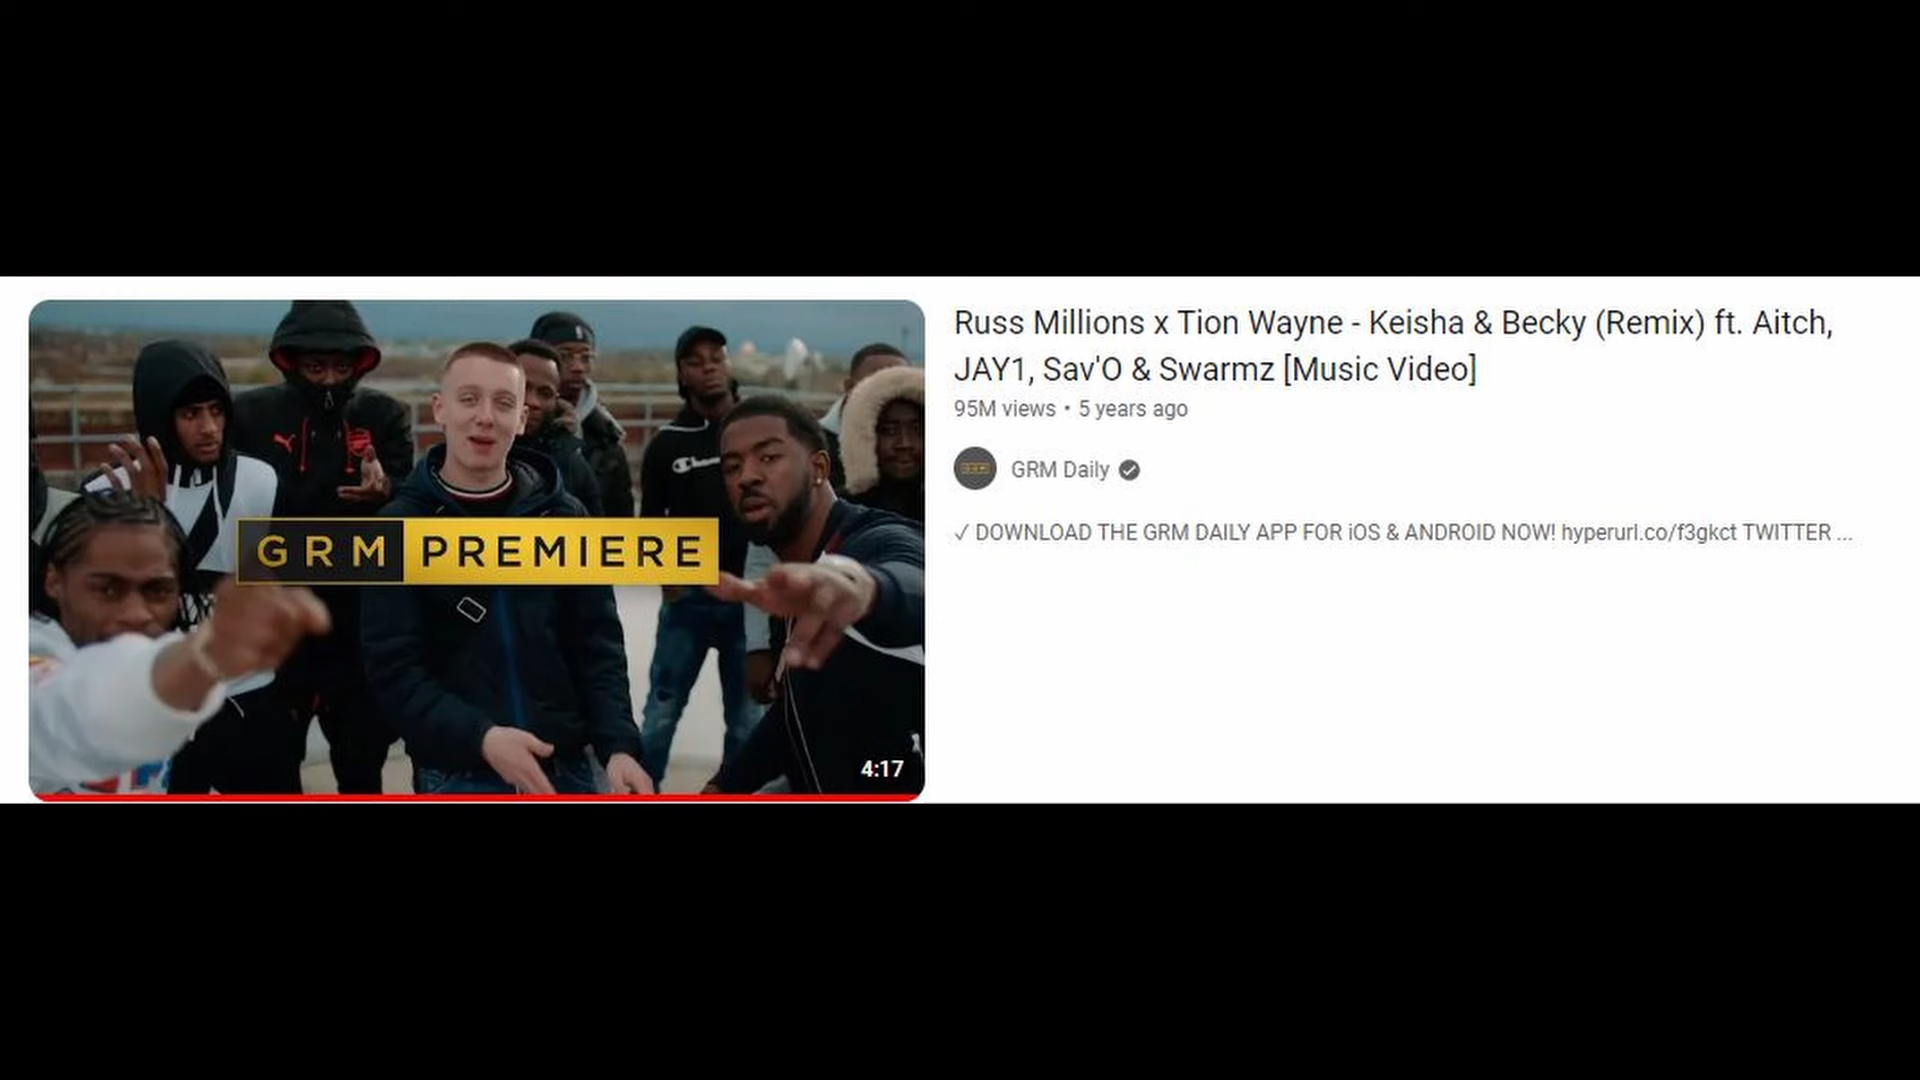 GRM PREMIERE
4:17
Russ Millions x Tion Wayne - Keisha & Becky (Remix) ft. Aitch,
JAY1, Sav'O & Swarmz [Music Video]
95M views • 5 years ago
GRM Daily
✓ DOWNLOAD THE GRM DAILY APP FOR iOS & ANDROID NOW! hyperurl.co/f3gkct TWITTER ...